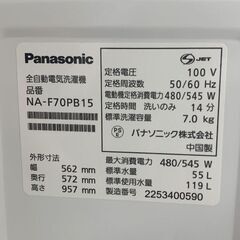 Panasonic
全自動電気洗濯機
品番
NA-F70PB15
外形寸法
幅 562 mm
奥行 572 mm
高さ 957 mm
JET
定格電圧 100 V
定格周波数 50/60 Hz
電動機定格消費電力 480/545 W
定格時間 洗いのみ 14 分
標準洗濯容量 7.0 kg
PS
E
パナソニック株式会社
中国製
最大消費電力 480/545 W
標準水量 55 L
標準使用水量 119 L
製造番号 2253400590